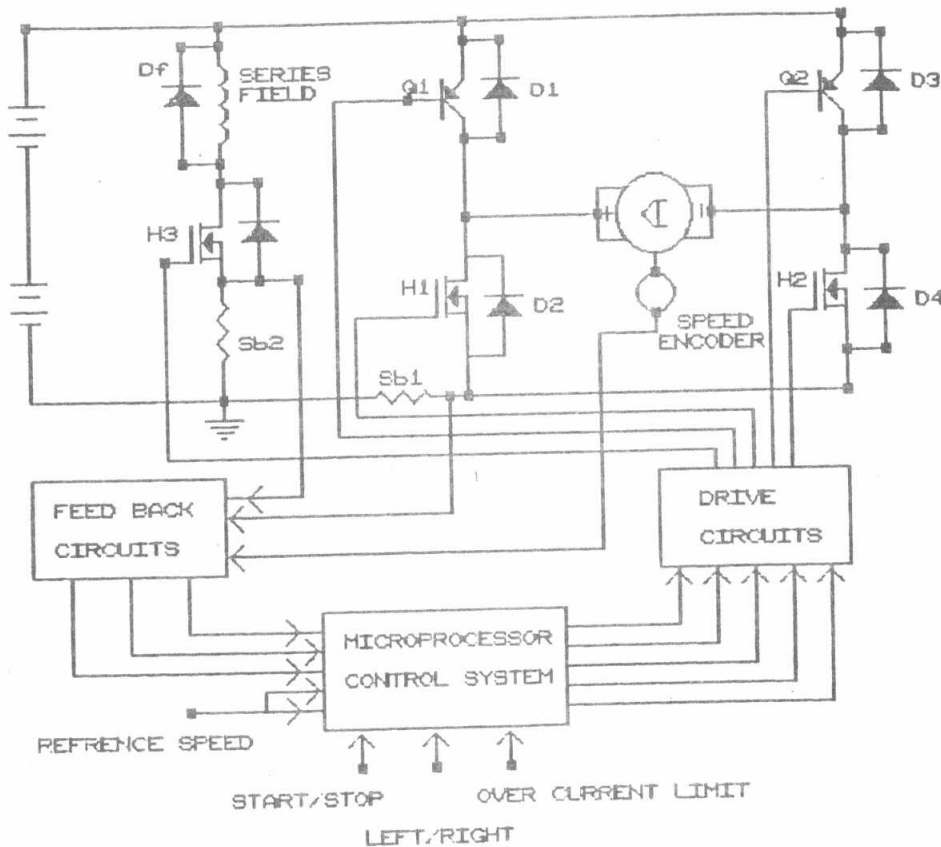 Df
SERIES
FIELD
Q1
D1
Q2
D3
H3
+
A
H1
D2
H2
D4
Sb2
Sb1
SPEED
ENCODER
FEED BACK
CIRCUITS
DRIVE
CIRCUITS
MICROPROCESSOR
CONTROL SYSTEM
REFRENCE SPEED
START/STOP
OVER CURRENT LIMIT
LEFT/RIGHT